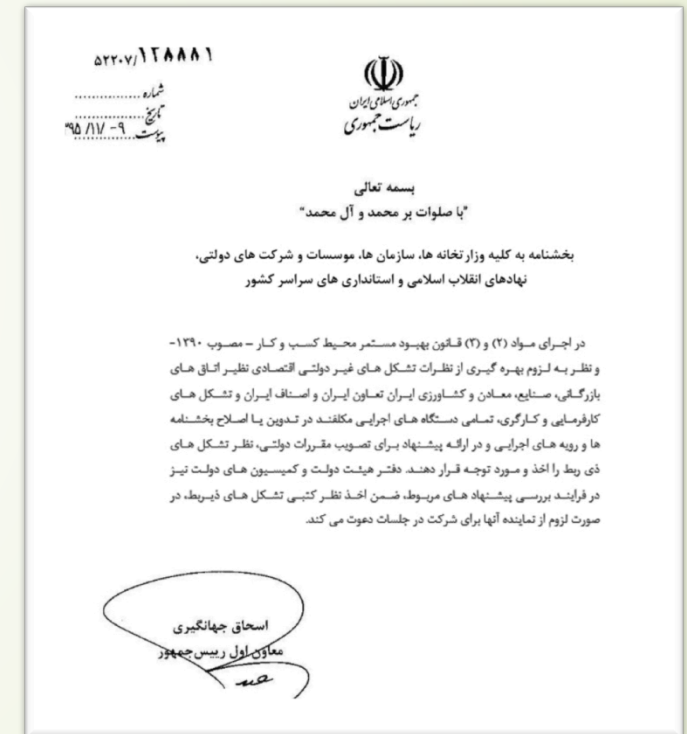 ۵۲۲۰۷/۱۲۸۸۸۱
شماره ..................
تاریخ ..................
پیوست ۹- /۱۱/ ۹۵
جمهوری اسلامی ایران
ریاست جمهوری
بسمه تعالی
"با صلوات بر محمد و آل محمد"
بخشنامه به کلیه وزارتخانه ها، سازمان ها، موسسات و شرکت های دولتی،
نهادهای انقلاب اسلامی و استانداری های سراسر کشور
در اجرای مواد (۲) و (۳) قانون بهبود مستمر محیط کسب و کار – مصوب ۱۳۹۰-
و نظر به لزوم بهره گیری از نظرات تشکل های غیر دولتی اقتصادی نظیر اتاق های
بازرگانی، صنایع، معادن و کشاورزی ایران تعاون ایران و اصناف ایران و تشکل های
کارفرمایی و کارگری، تمامی دستگاه های اجرایی مکلفند در تدوین یا اصلاح بخشنامه
ها و رویه های اجرایی و در ارائه پیشنهاد برای تصویب مقررات دولتی، نظر تشکل های
ذی ربط را اخذ و مورد توجه قرار دهند. دفتر هیئت دولت و کمیسیون های دولت نیز
در فرایند بررسی پیشنهاد های مربوط، ضمن اخذ نظر کتبی تشکل های ذیربط، در
صورت لزوم از نماینده آنها برای شرکت در جلسات دعوت می کند.
اسحاق جهانگیری
معاون اول رییس‌جمهور